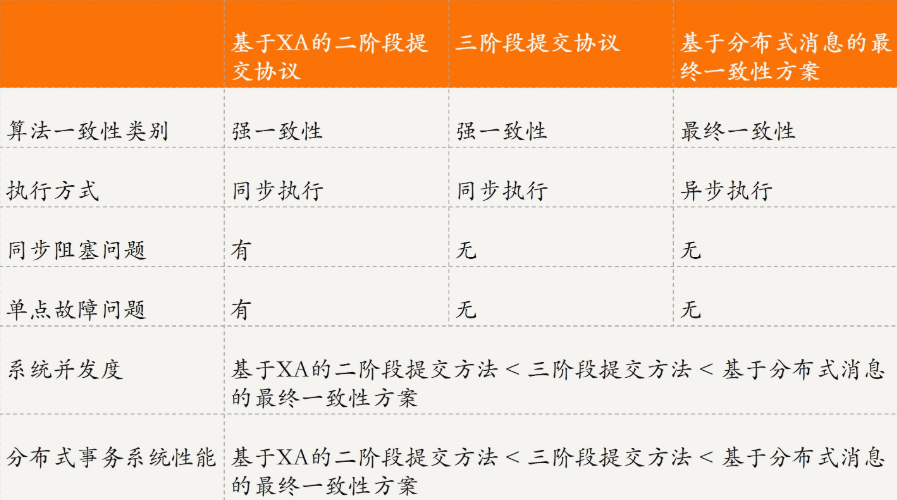 基于XA的二阶段提
交协议
三阶段提交协议
基于分布式消息的最
终一致性方案
算法一致性类别
强一致性
强一致性
最终一致性
执行方式
同步执行
同步执行
异步执行
同步阻塞问题
有
无
无
单点故障问题
有
无
无
系统并发度
基于XA的二阶段提交方法 < 三阶段提交方法 < 基于分布式消息
的最终一致性方案
分布式事务系统性能
基于XA的二阶段提交方法 < 三阶段提交方法 < 基于分布式消息
的最终一致性方案